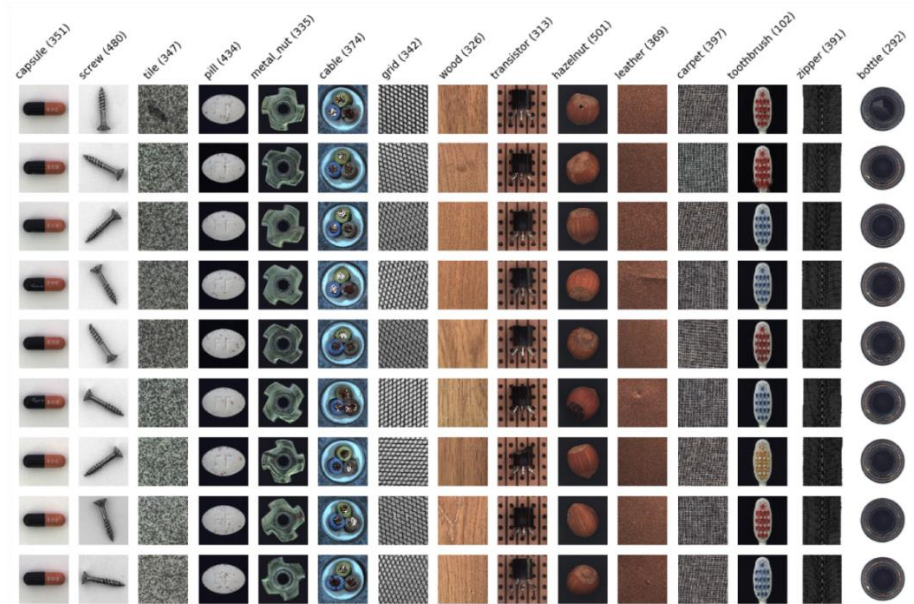 capsule (351)
screw (480)
tile (347)
pill (434)
metal_nut (335)
cable (374)
grid (342)
wood (326)
transistor (313)
hazelnut (501)
leather (369)
carpet (397)
toothbrush (102)
zipper (391)
bottle (292)